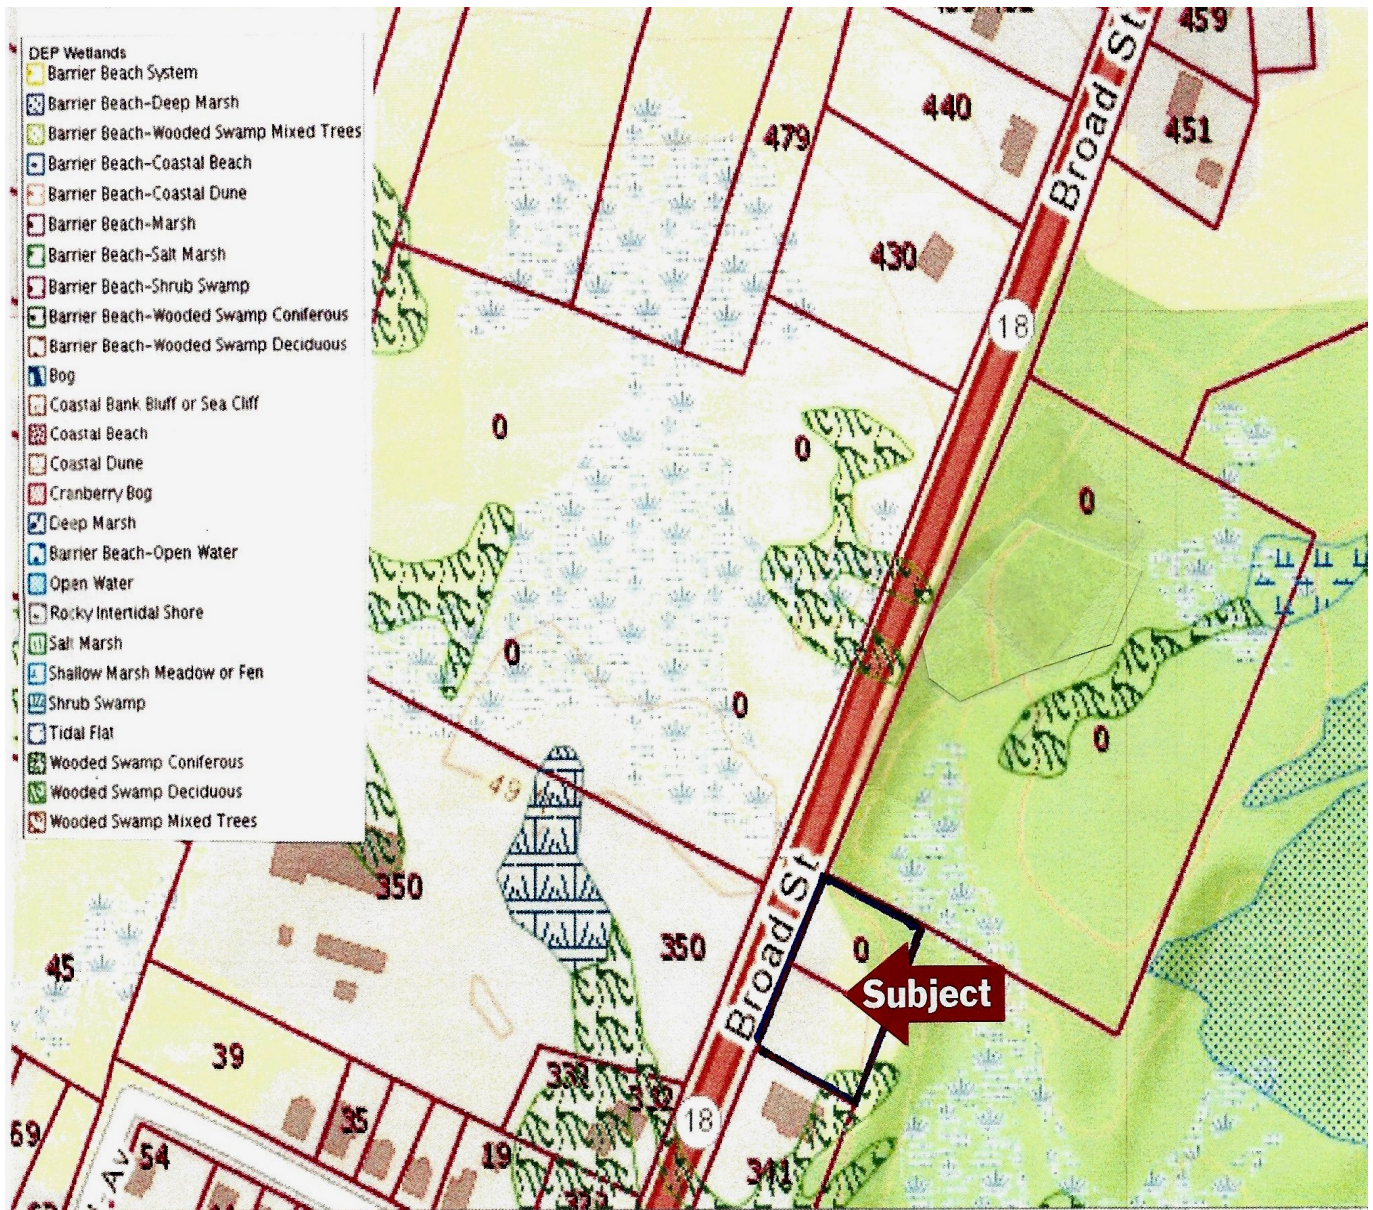 DEP Wetlands
Barrier Beach System
Barrier Beach-Deep Marsh
Barrier Beach-Wooded Swamp Mixed Trees
Barrier Beach-Coastal Beach
Barrier Beach-Coastal Dune
Barrier Beach-Marsh
Barrier Beach-Salt Marsh
Barrier Beach-Shrub Swamp
Barrier Beach-Wooded Swamp Coniferous
Barrier Beach-Wooded Swamp Deciduous
Bog
Coastal Bank Bluff or Sea Cliff
Coastal Beach
Coastal Dune
Cranberry Bog
Deep Marsh
Barrier Beach-Open Water
Open Water
Rocky Intertidal Shore
Salt Marsh
Shallow Marsh Meadow or Fen
Shrub Swamp
Tidal Flat
Wooded Swamp Coniferous
Wooded Swamp Deciduous
Wooded Swamp Mixed Trees
459
Broad St
440
479
451
430
18
0
0
0
0
0
0
49
350
Broad St
350
0
Subject
45
39
332
18
35
69
54
19
341